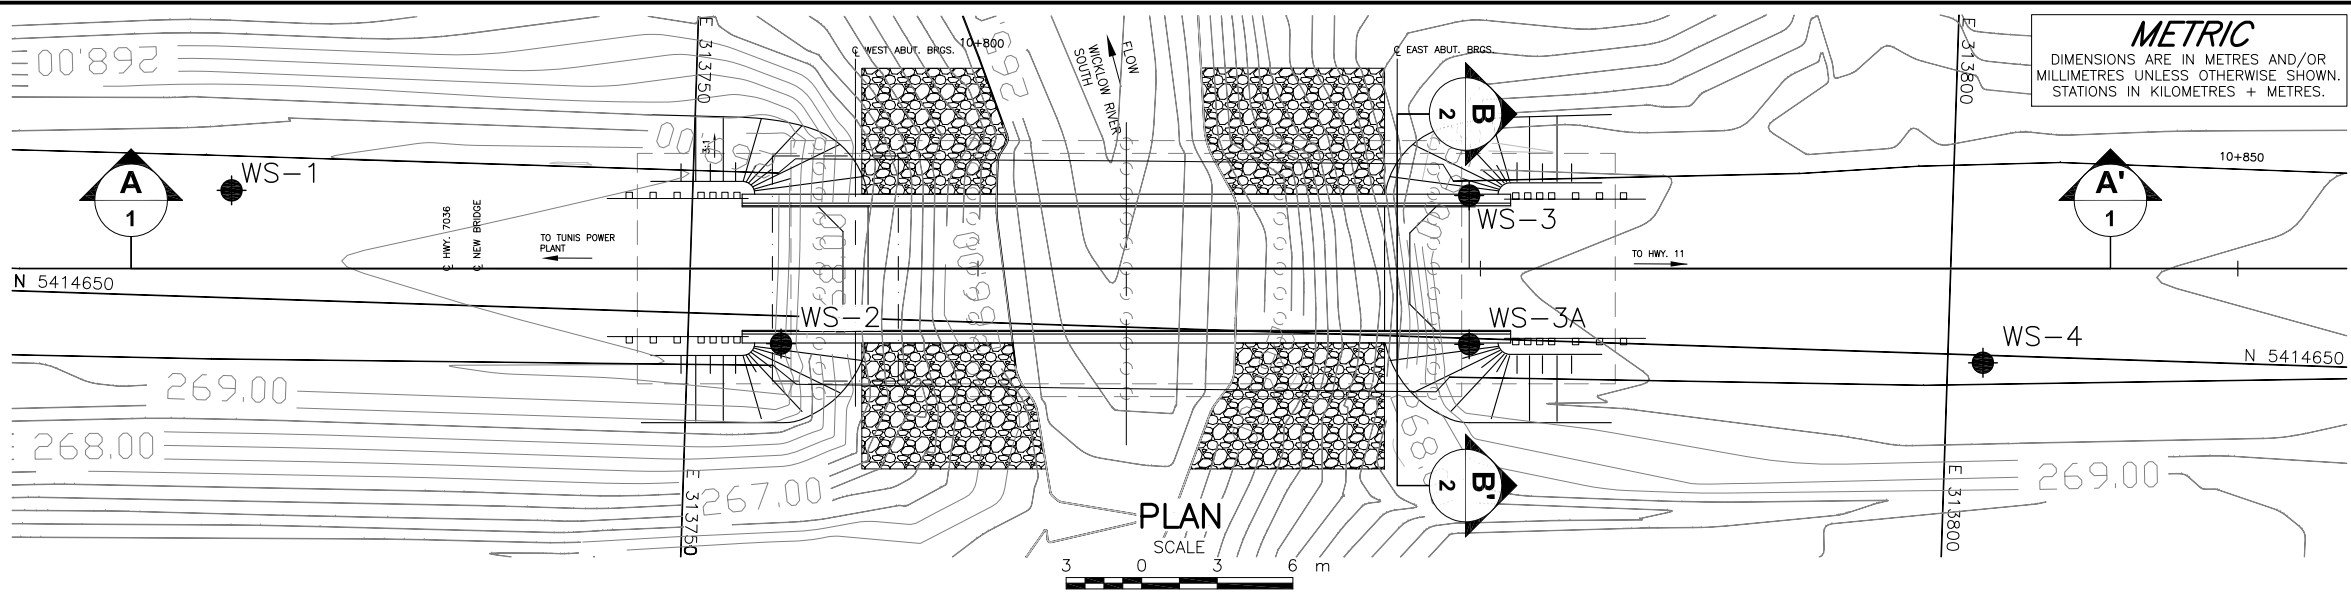 METRIC
DIMENSIONS ARE IN METRES AND/OR
MILLIMETRES UNLESS OTHERWISE SHOWN.
STATIONS IN KILOMETRES + METRES.
268.00
E 313750
℄ WEST ABUT. BRGS.
10+800
FLOW
WICKLOW RIVER
SOUTH
℄ EAST ABUT. BRGS.
E 313800
B
2
A
1
WS-1
WS-3
A'
1
10+850
℄ HWY. 7036
℄ NEW BRIDGE
TO TUNIS POWER
PLANT
TO HWY. 11
N 5414650
WS-2
WS-3A
WS-4
N 5414650
269.00
268.00
267.00
E 313750
B'
2
E 313800
269.00
PLAN
SCALE
3 0 3 6 m